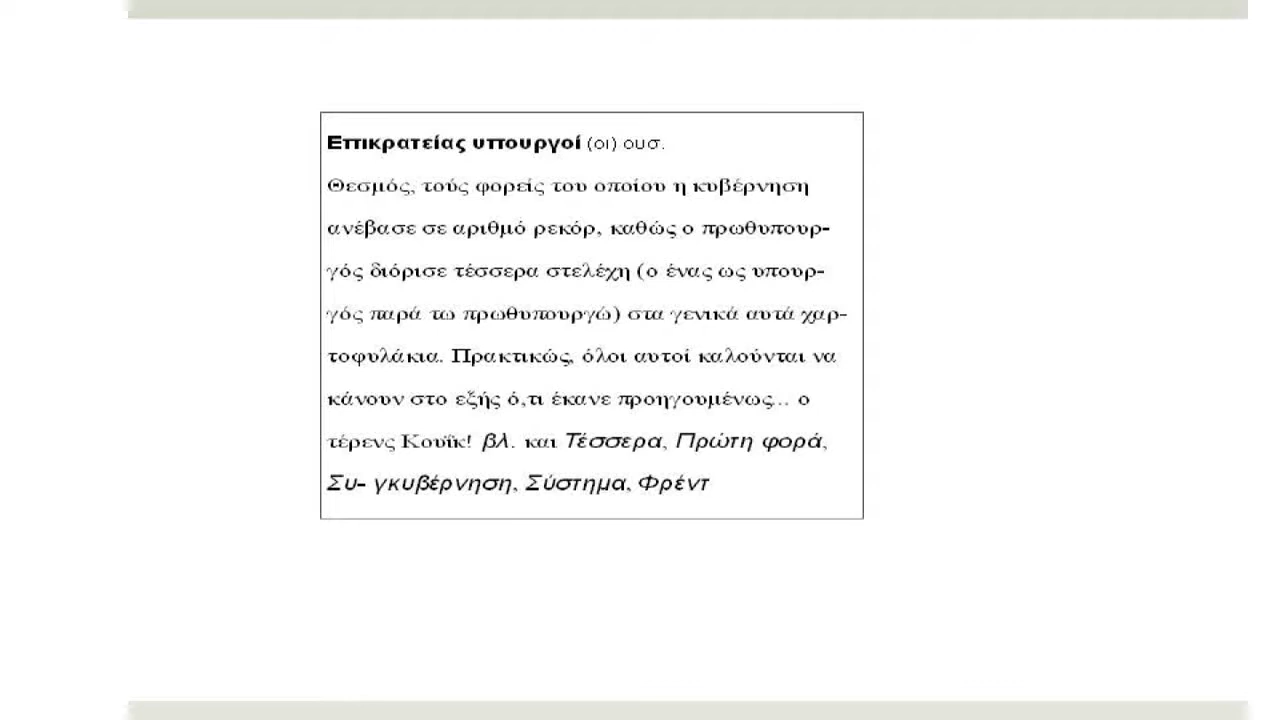 Επικρατείας υπουργοί (οι) ουσ.
Θεσμός, τούς φορείς του οποίου η κυβέρνηση
ανέβασε σε αριθμό ρεκόρ, καθώς ο πρωθυπουρ-
γός διόρισε τέσσερα στελέχη (ο ένας ως υπουρ-
γός παρά τω πρωθυπουργώ) στα γενικά αυτά χαρ-
τοφυλάκια. Πρακτικώς, όλοι αυτοί καλούνται να
κάνουν στο εξής ό,τι έκανε προηγουμένως... ο
τέρενς Κουΐκ! βλ. και Τέσσερα, Πρώτη φορά,
Συ- γκυβέρνηση, Σύστημα, Φρέντ